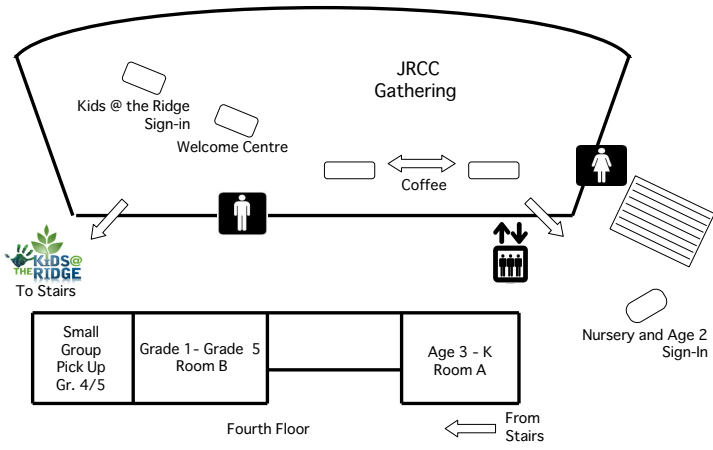 JRCC
Gathering
Kids @ the Ridge
Sign-in
Welcome Centre
Coffee
KIDS@
THE RIDGE
To Stairs
Nursery and Age 2
Sign-In
Small
Group
Pick Up
Gr. 4/5
Grade 1- Grade 5
Room B
Age 3 - K
Room A
Fourth Floor
From
Stairs